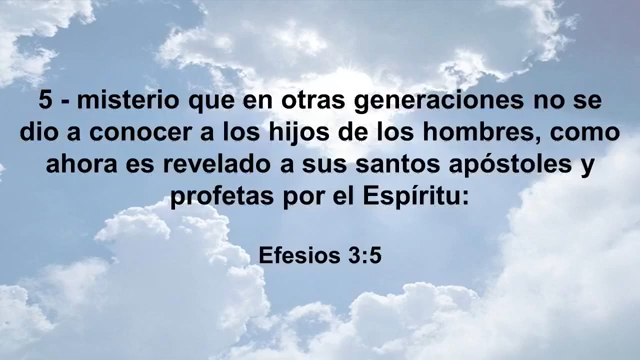 5 - misterio que en otras generaciones no se
dio a conocer a los hijos de los hombres, como
ahora es revelado a sus santos apóstoles y
profetas por el Espíritu:
Efesios 3:5